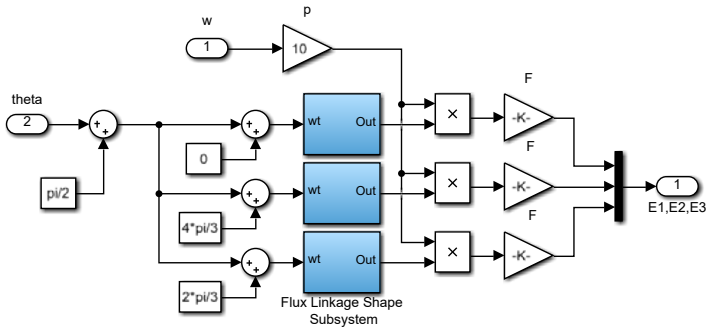 w
p
1
10
theta
2
F
wt
Out
×
-K-
0
F
pi/2
wt
Out
×
-K-
1
E1,E2,E3
4*pi/3
F
wt
Out
×
-K-
2*pi/3
Flux Linkage Shape
Subsystem